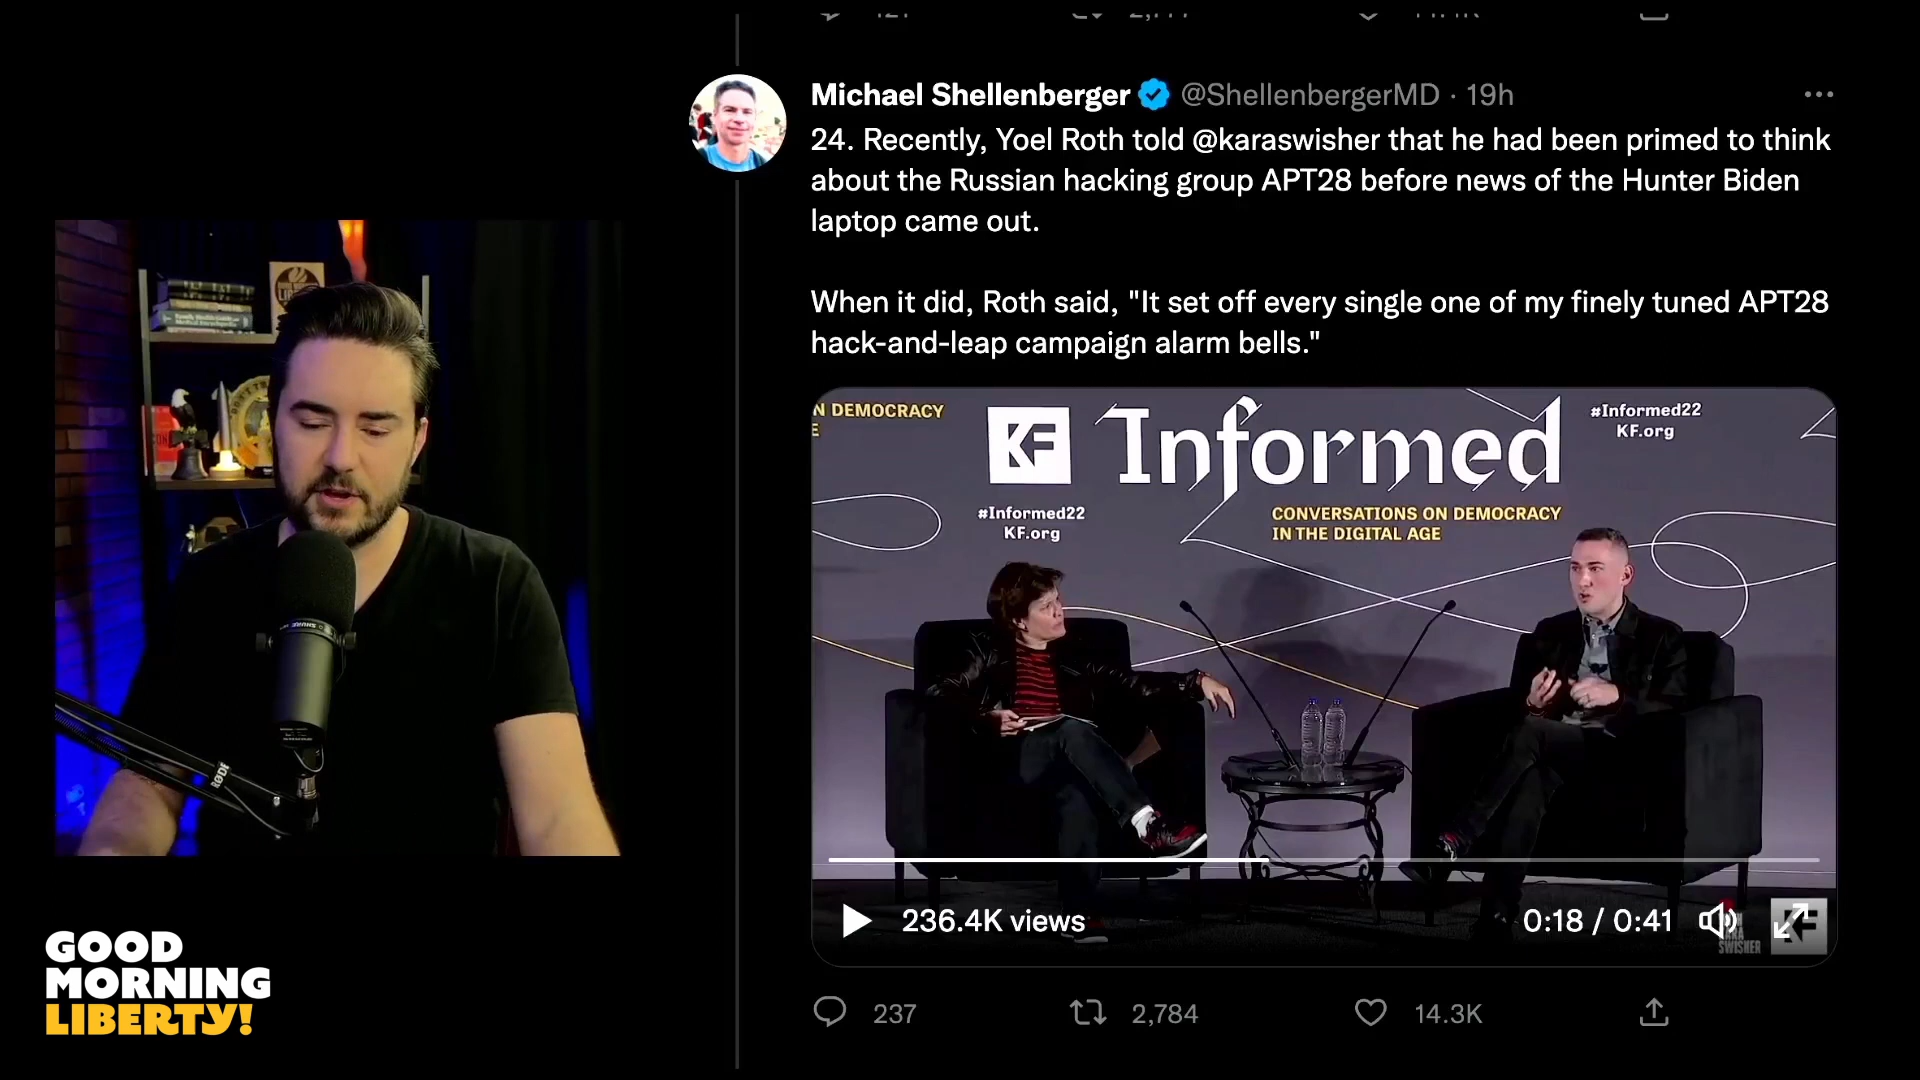 Michael Shellenberger @ShellenbergerMD · 19h
24. Recently, Yoel Roth told @karaswisher that he had been primed to think
about the Russian hacking group APT28 before news of the Hunter Biden
laptop came out.
When it did, Roth said, "It set off every single one of my finely tuned APT28
hack-and-leap campaign alarm bells."
N DEMOCRACY
E
KF Informed
#Informed22
KF.org
#Informed22
KF.org
CONVERSATIONS ON DEMOCRACY
IN THE DIGITAL AGE
236.4K views
0:18 / 0:41
KF
SWISHER
237
2,784
14.3K
RØDE
GOOD
MORNING
LIBERTY!